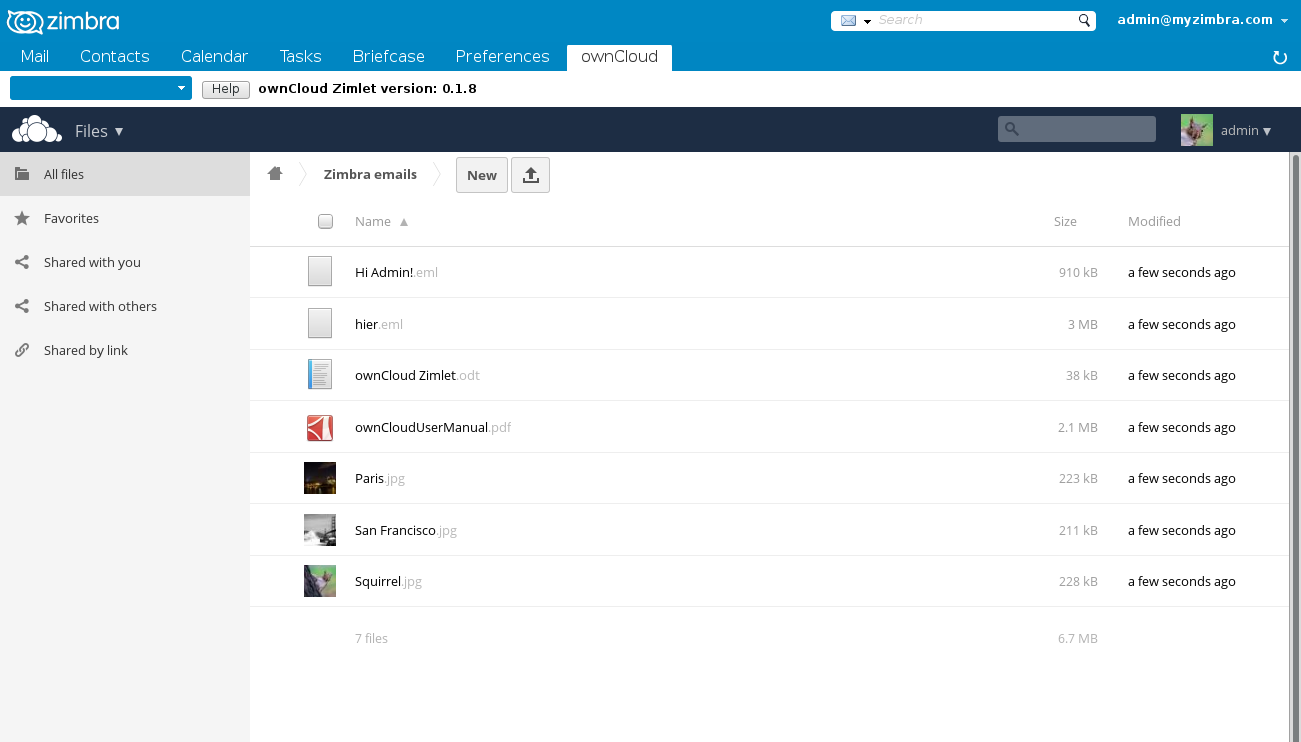 zimbra
Search
admin@myzimbra.com
Mail Contacts Calendar Tasks Briefcase Preferences ownCloud
Help ownCloud Zimlet version: 0.1.8
Files ▾ admin ▾
All files
Favorites
Shared with you
Shared with others
Shared by link
Zimbra emails New
Name ▲ Size Modified
Hi Admin!.eml 910 kB a few seconds ago
hier.eml 3 MB a few seconds ago
ownCloud Zimlet.odt 38 kB a few seconds ago
ownCloudUserManual.pdf 2.1 MB a few seconds ago
Paris.jpg 223 kB a few seconds ago
San Francisco.jpg 211 kB a few seconds ago
Squirrel.jpg 228 kB a few seconds ago
7 files 6.7 MB